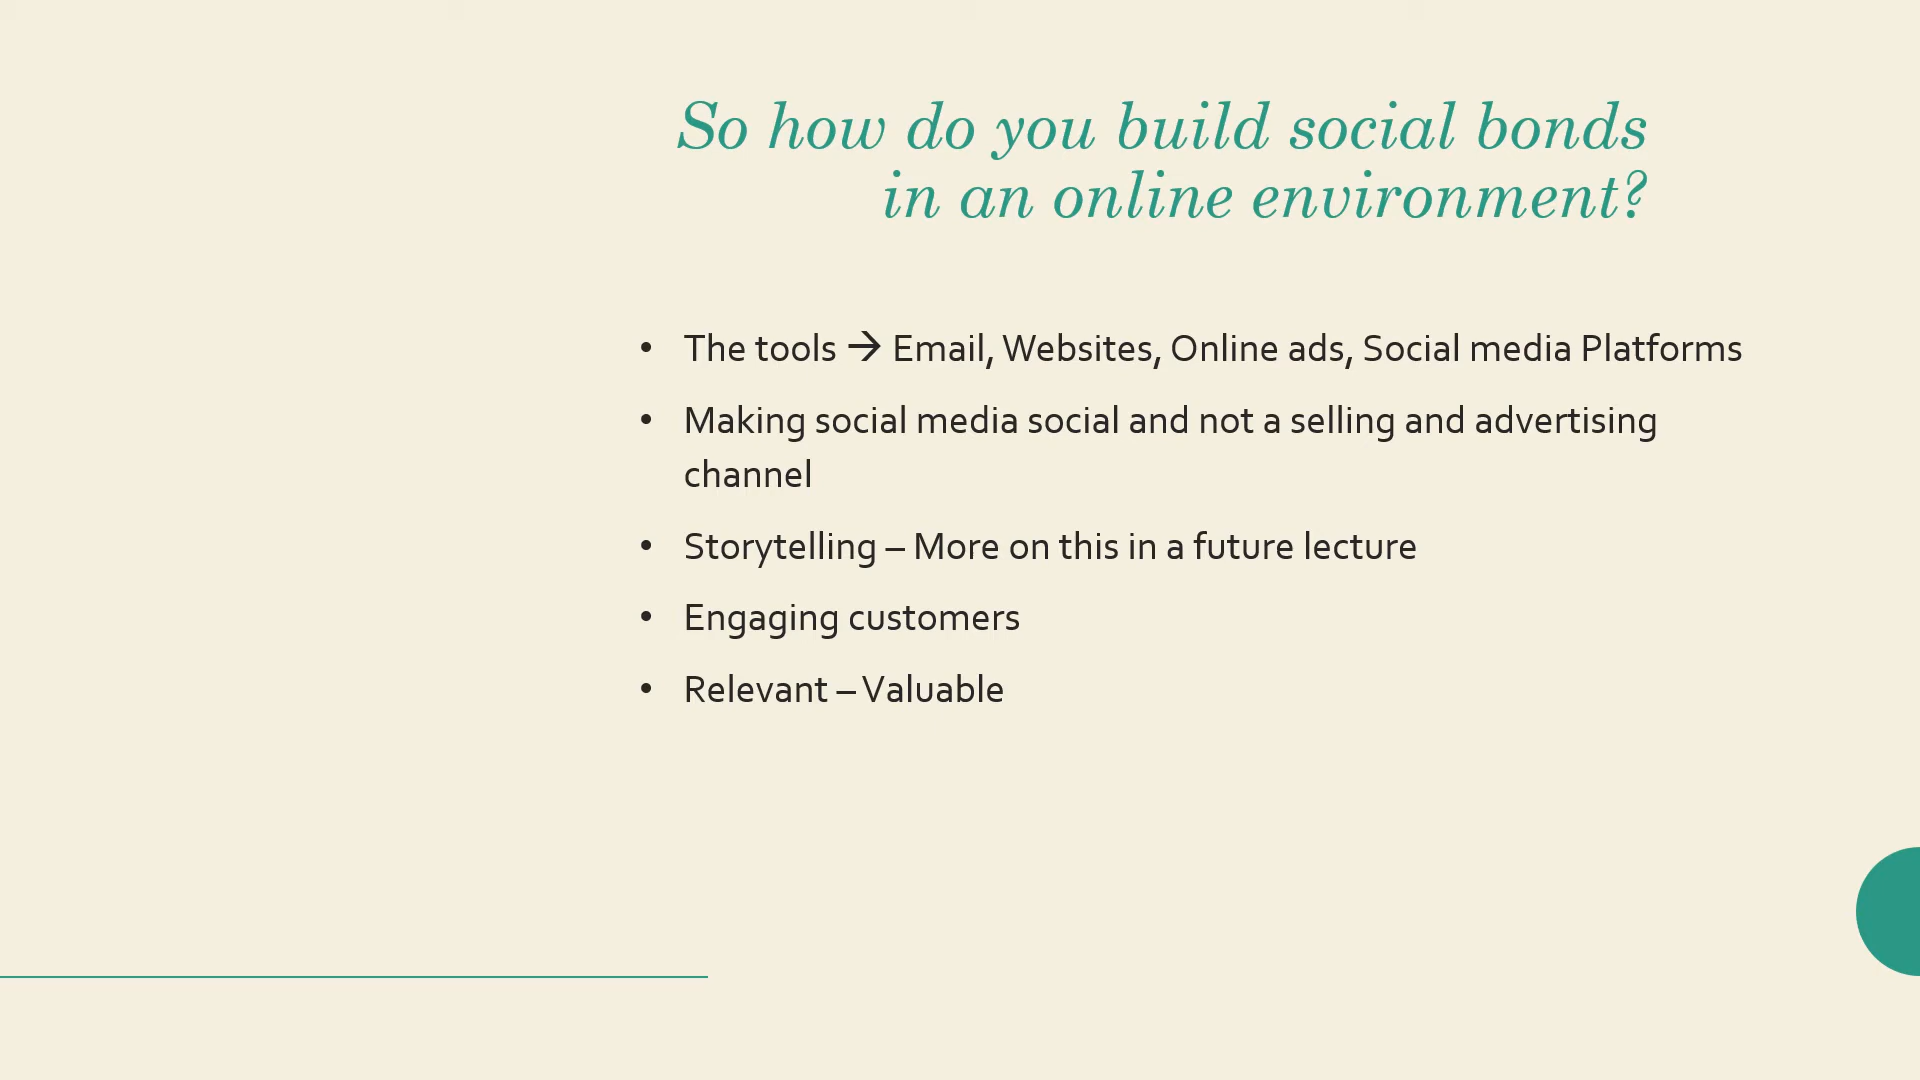 So how do you build social bonds
in an online environment?
• The tools → Email, Websites, Online ads, Social media Platforms
• Making social media social and not a selling and advertising
channel
• Storytelling – More on this in a future lecture
• Engaging customers
• Relevant – Valuable